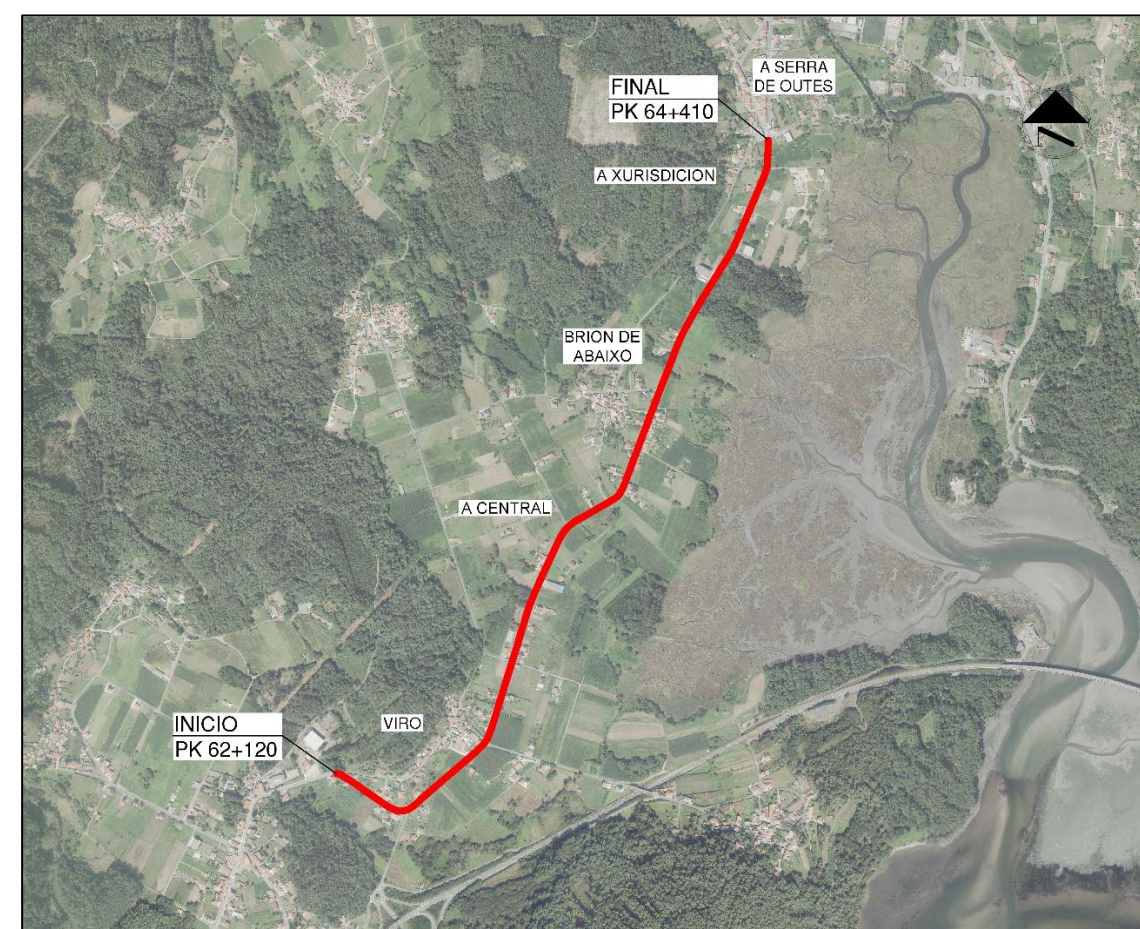 A SERRA
DE OUTES
FINAL
PK 64+410
A XURISDICION
BRION DE
ABAIXO
A CENTRAL
VIRO
INICIO
PK 62+120